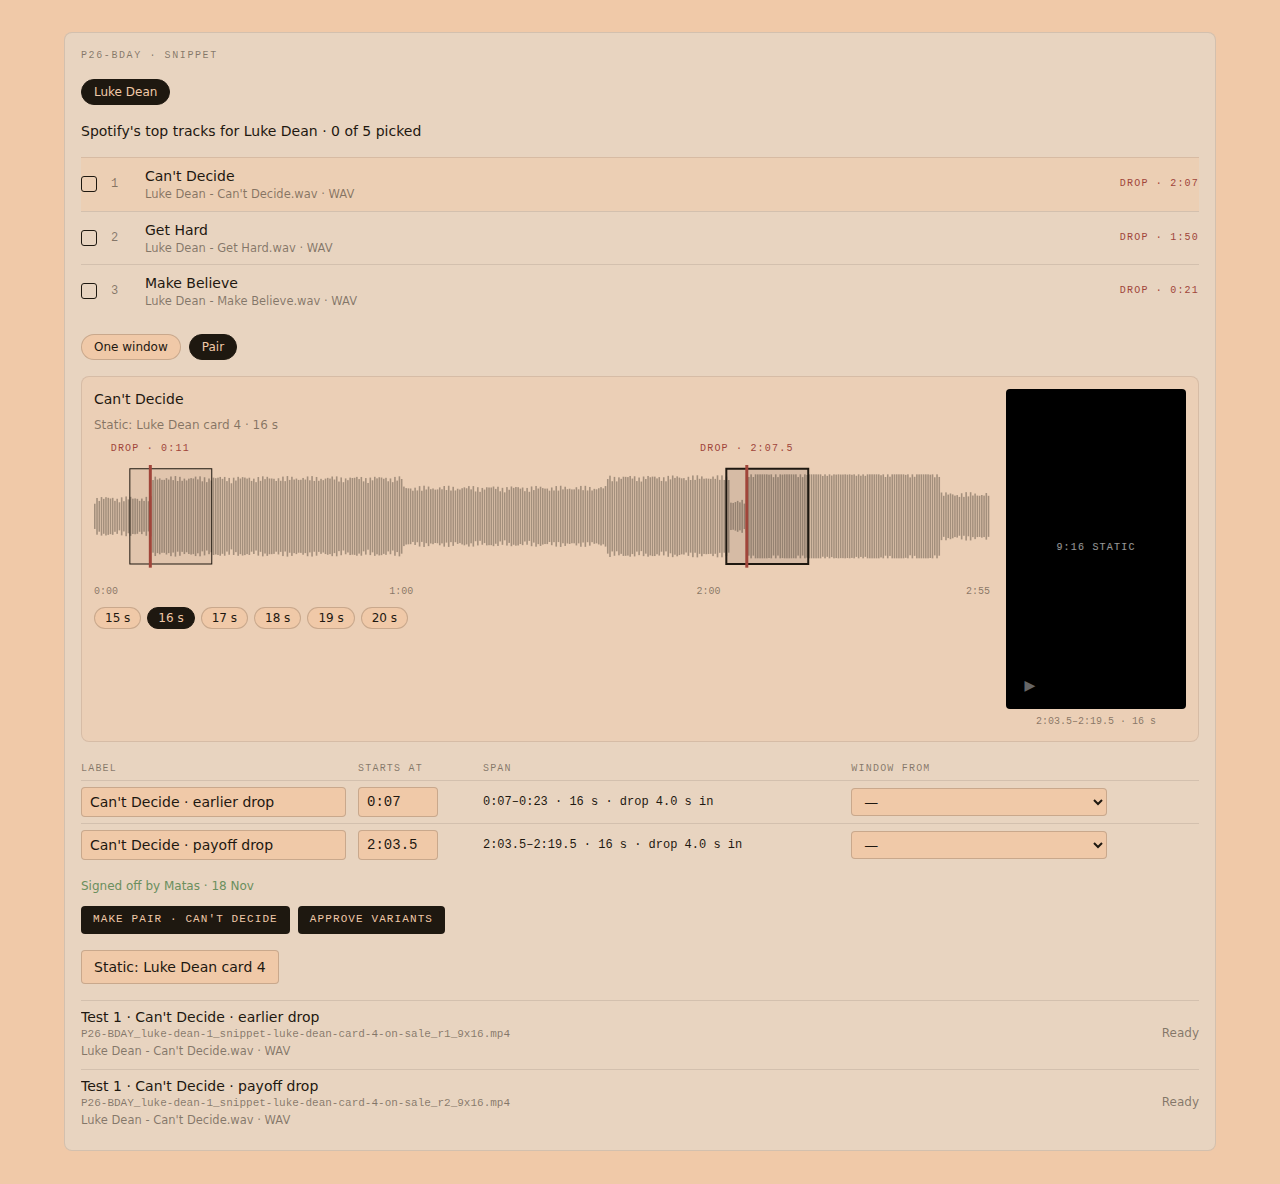 P26-BDAY · SNIPPET
Luke Dean
Spotify's top tracks for Luke Dean · 0 of 5 picked
1
Can't Decide
Luke Dean - Can't Decide.wav · WAV
DROP · 2:07
2
Get Hard
Luke Dean - Get Hard.wav · WAV
DROP · 1:50
3
Make Believe
Luke Dean - Make Believe.wav · WAV
DROP · 0:21
One window
Pair
Can't Decide
Static: Luke Dean card 4 · 16 s
DROP · 0:11
DROP · 2:07.5
0:00
1:00
2:00
2:55
15 s
16 s
17 s
18 s
19 s
20 s
9:16 STATIC
2:03.5–2:19.5 · 16 s
LABEL
STARTS AT
SPAN
WINDOW FROM
Can't Decide · earlier drop
0:07
0:07–0:23 · 16 s · drop 4.0 s in
—
Can't Decide · payoff drop
2:03.5
2:03.5–2:19.5 · 16 s · drop 4.0 s in
—
Signed off by Matas · 18 Nov
MAKE PAIR · CAN'T DECIDE
APPROVE VARIANTS
Static: Luke Dean card 4
Test 1 · Can't Decide · earlier drop
P26-BDAY_luke-dean-1_snippet-luke-dean-card-4-on-sale_r1_9x16.mp4
Luke Dean - Can't Decide.wav · WAV
Ready
Test 1 · Can't Decide · payoff drop
P26-BDAY_luke-dean-1_snippet-luke-dean-card-4-on-sale_r2_9x16.mp4
Luke Dean - Can't Decide.wav · WAV
Ready